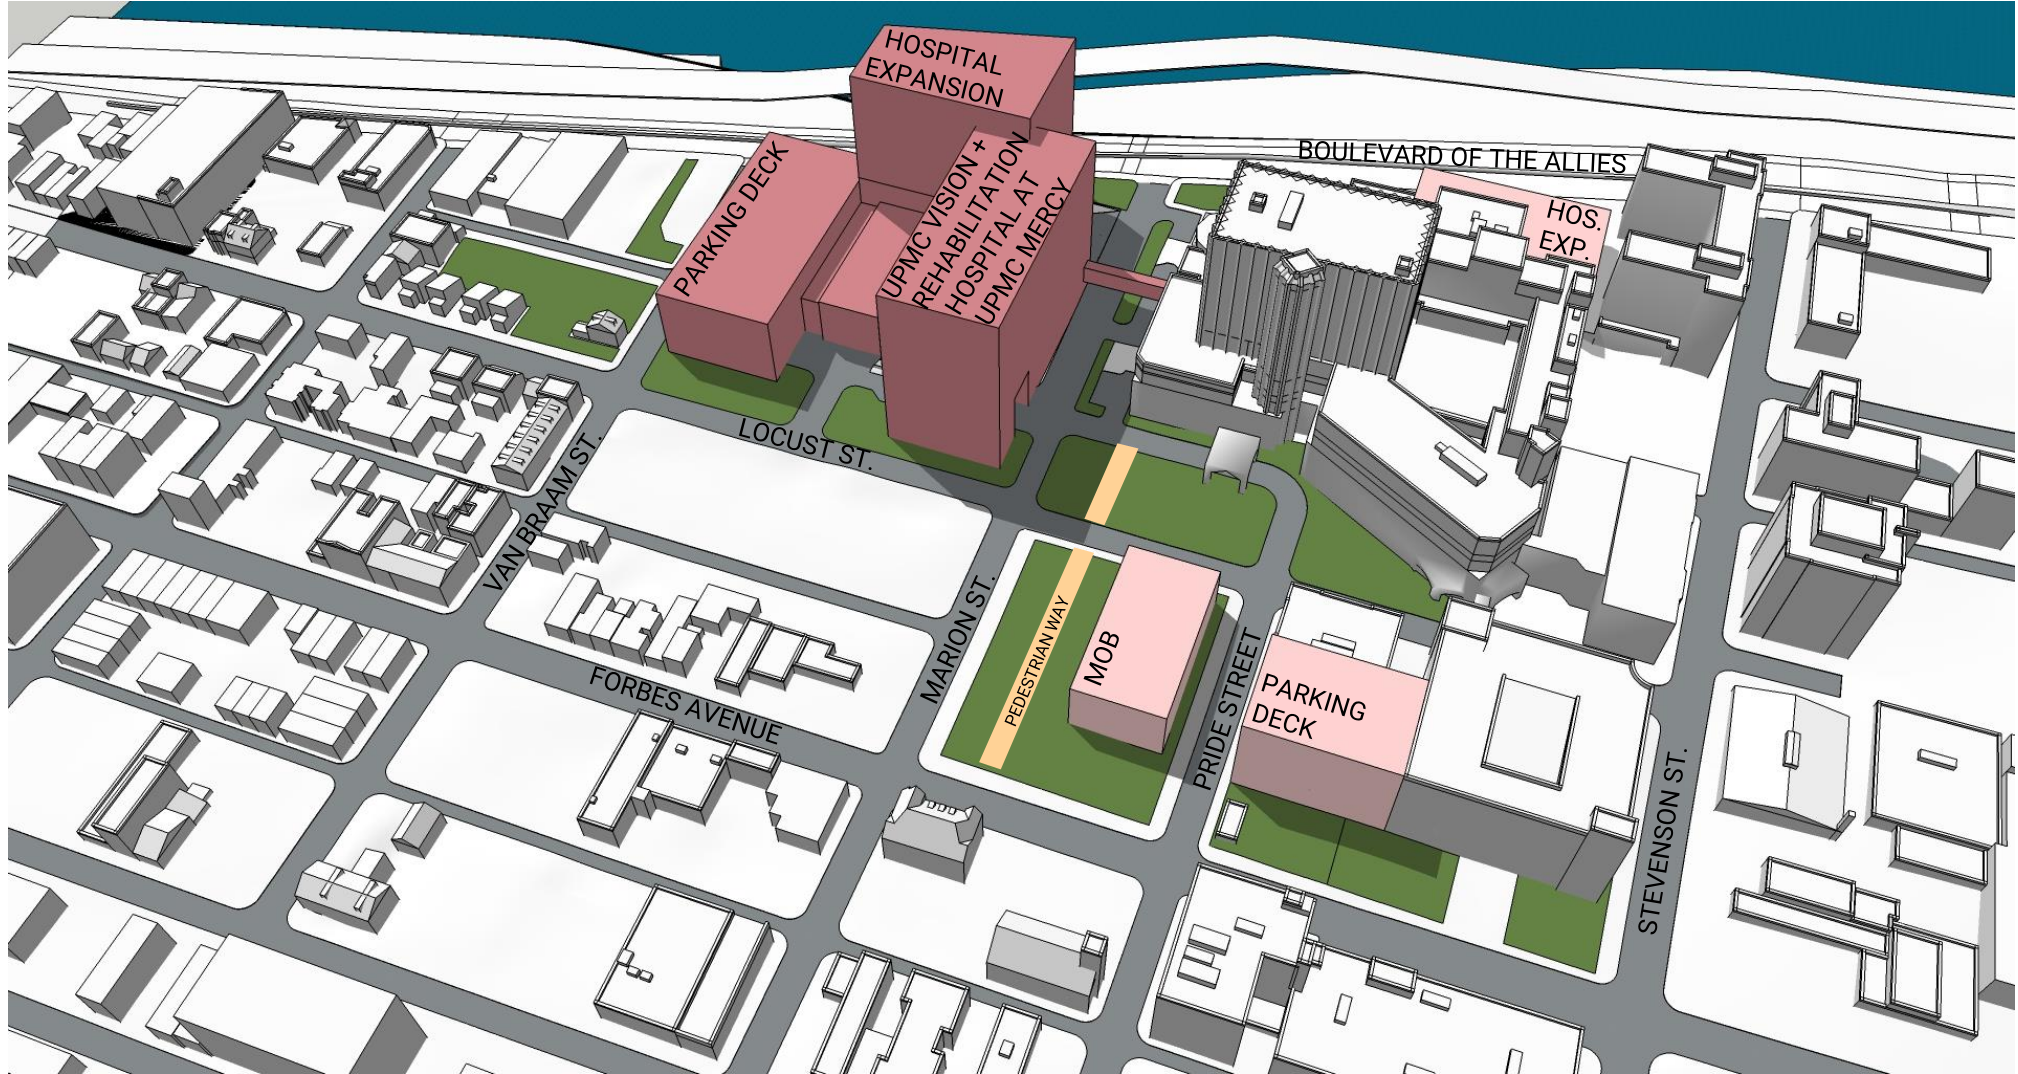 HOSPITAL
EXPANSION
PARKING DECK
UPMC VISION +
REHABILITATION
HOSPITAL AT
UPMC MERCY
BOULEVARD OF THE ALLIES
HOS.
EXP.
LOCUST ST.
VAN BRAAM ST.
MARION ST.
PEDESTRIAN WAY
MOB
PRIDE STREET
PARKING
DECK
FORBES AVENUE
STEVENSON ST.